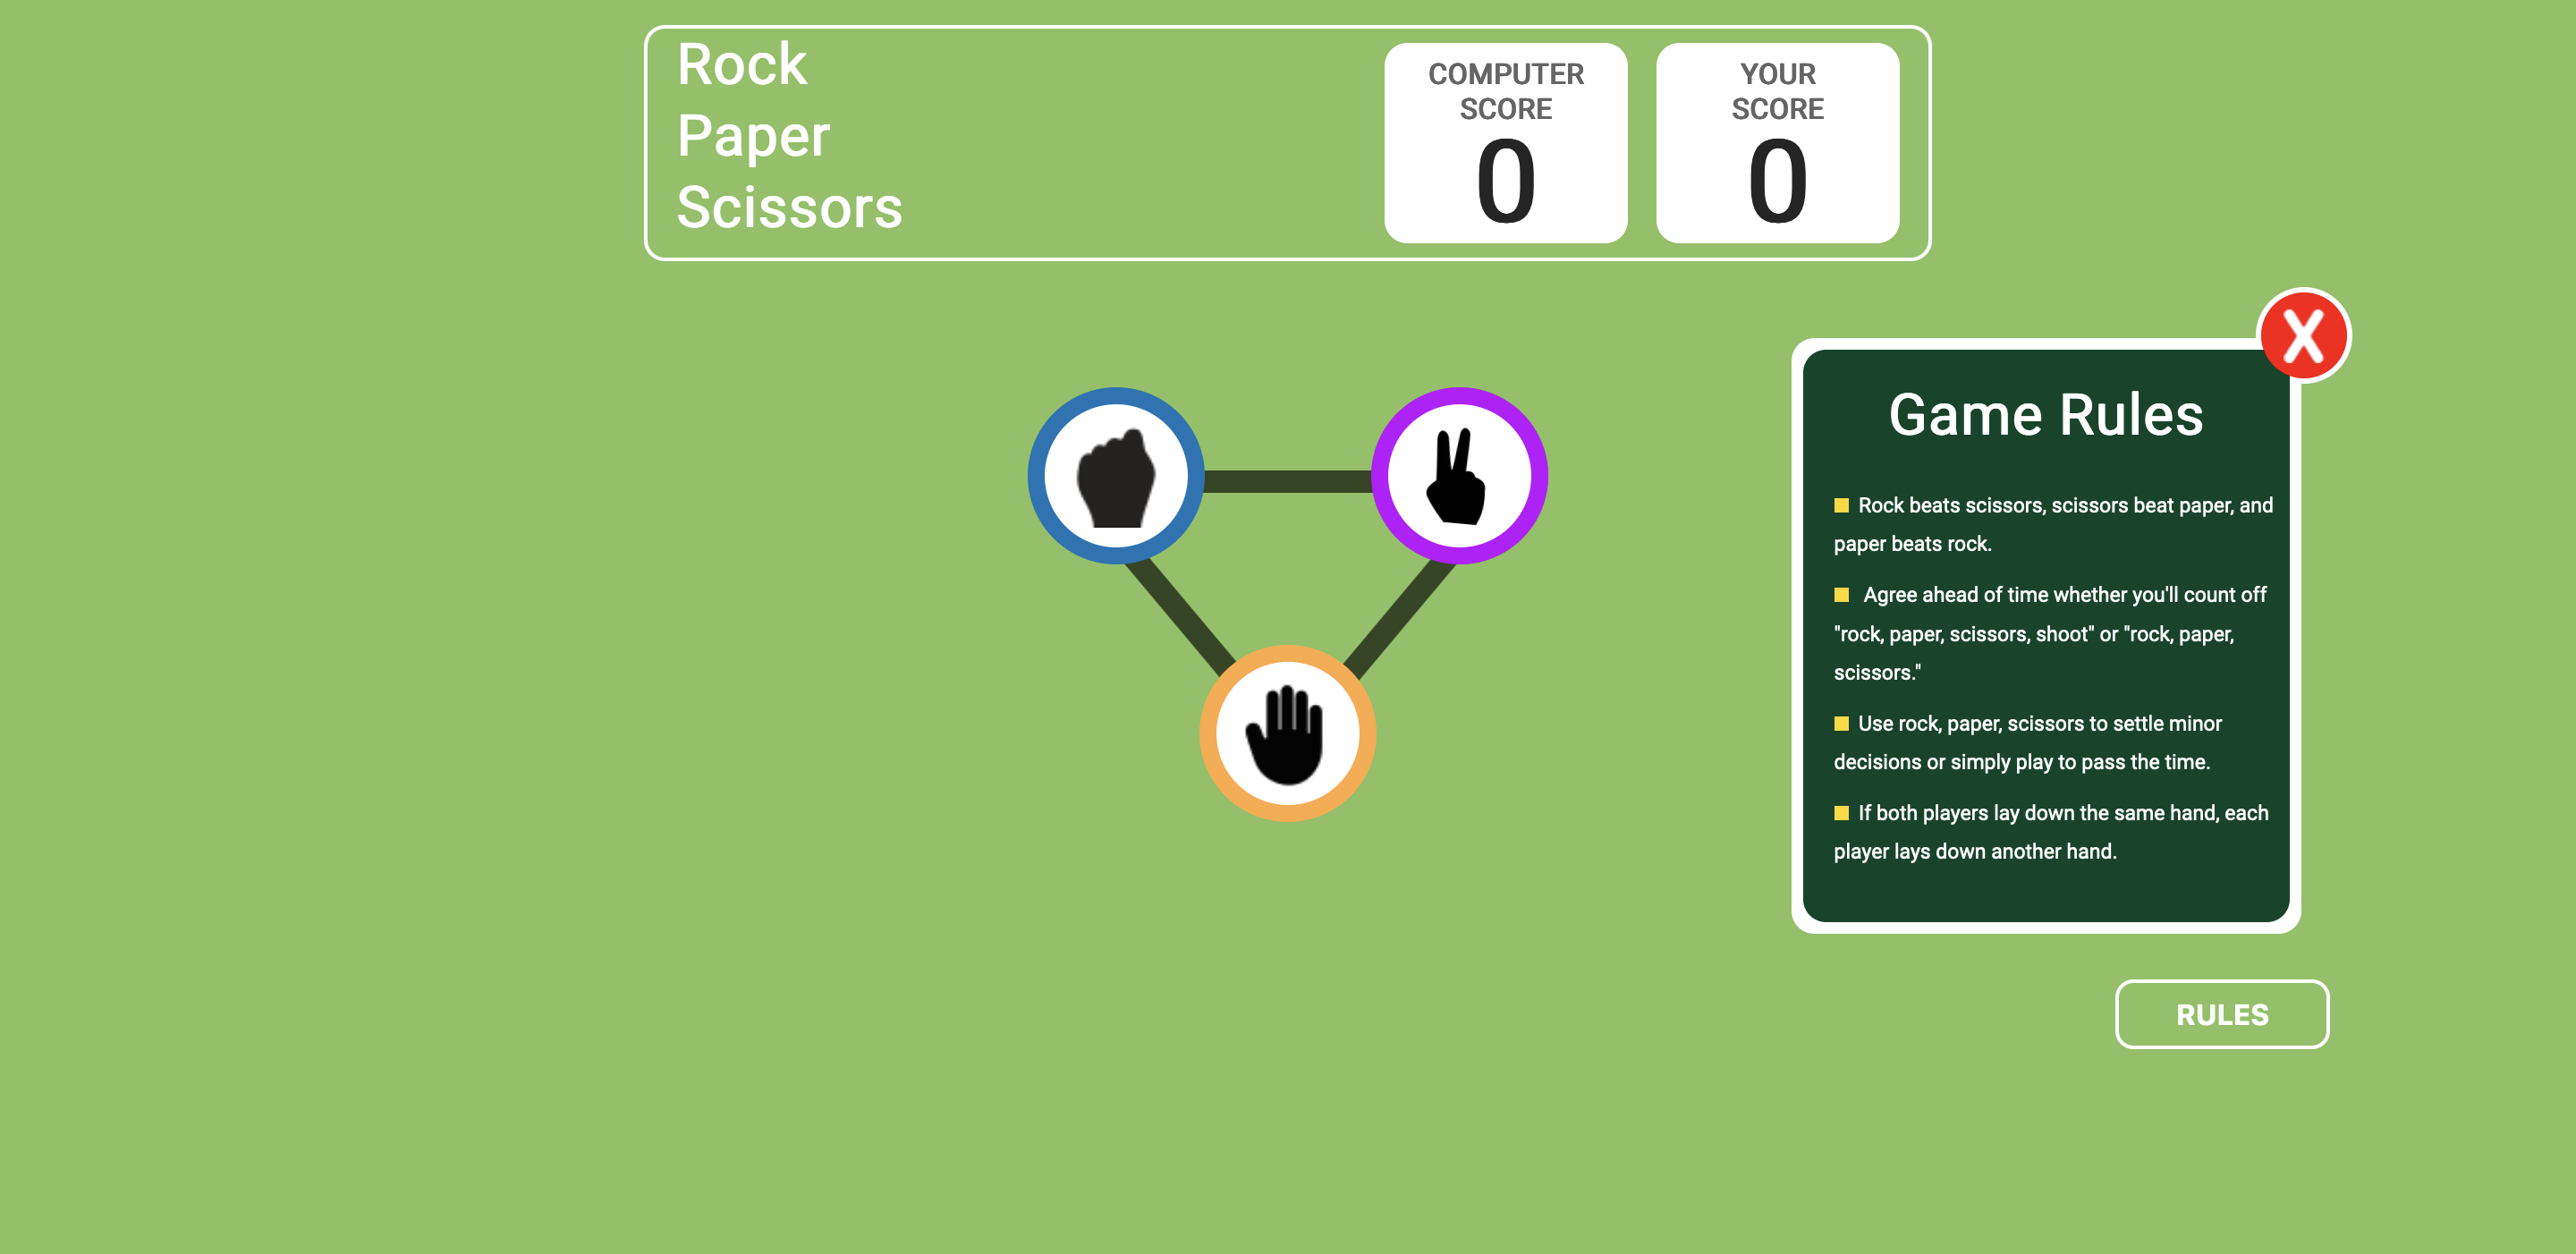 Rock
Paper
Scissors
COMPUTER
SCORE
0
YOUR
SCORE
0
X
Game Rules
Rock beats scissors, scissors beat paper, and
paper beats rock.
Agree ahead of time whether you'll count off
"rock, paper, scissors, shoot" or "rock, paper,
scissors."
Use rock, paper, scissors to settle minor
decisions or simply play to pass the time.
If both players lay down the same hand, each
player lays down another hand.
RULES